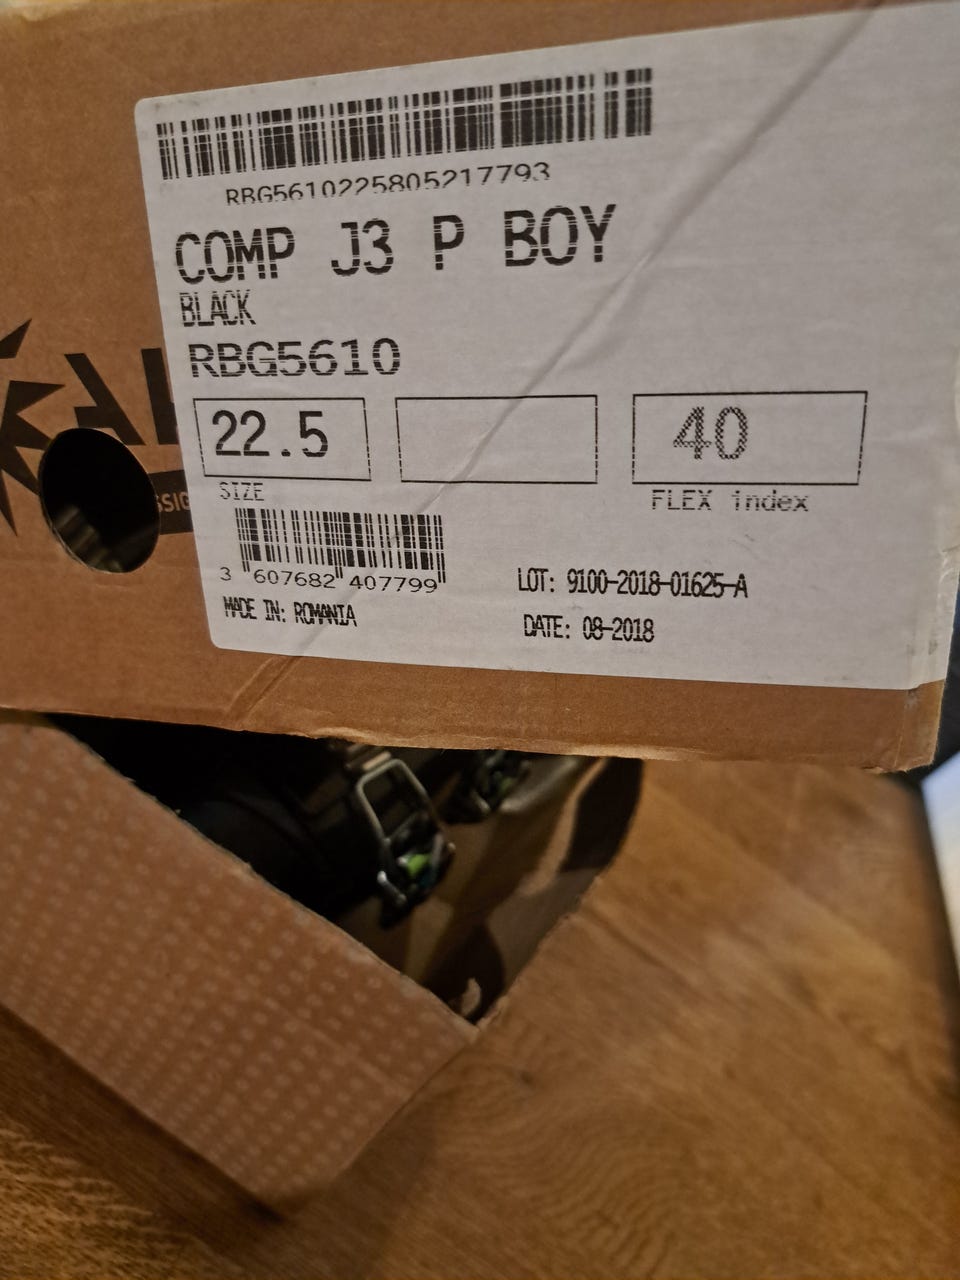 RBG5610225805217793
COMP J3 P BOY
BLACK
RBG5610
22.5
40
SIZE
FLEX index
3 607682 407799
LOT: 9100-2018-01625-A
MADE IN: ROMANIA
DATE: 08-2018